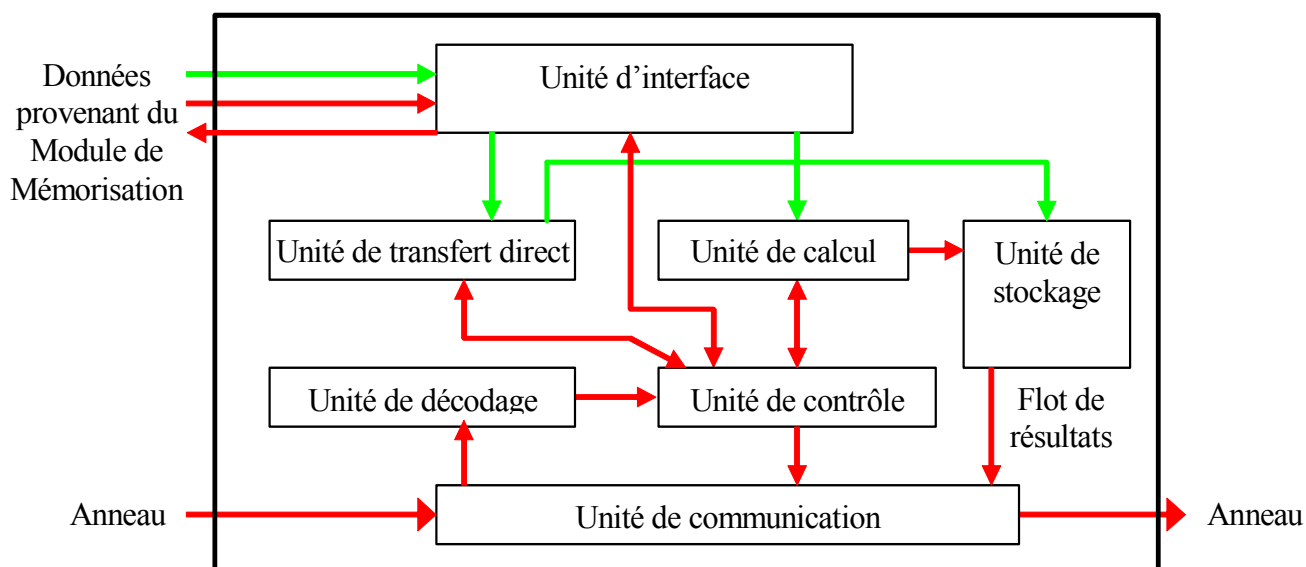 Données
provenant du
Module de
Mémorisation
Unité d’interface
Unité de transfert direct
Unité de calcul
Unité de
stockage
Unité de décodage
Unité de contrôle
Flot de
résultats
Anneau
Unité de communication
Anneau